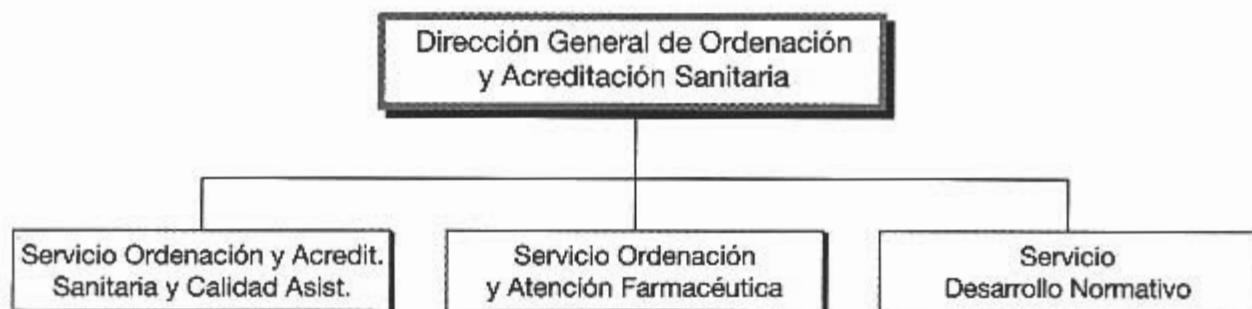 Dirección General de Ordenación
y Acreditación Sanitaria
Servicio Ordenación y Acredit.
Sanitaria y Calidad Asist.
Servicio Ordenación
y Atención Farmacéutica
Servicio
Desarrollo Normativo